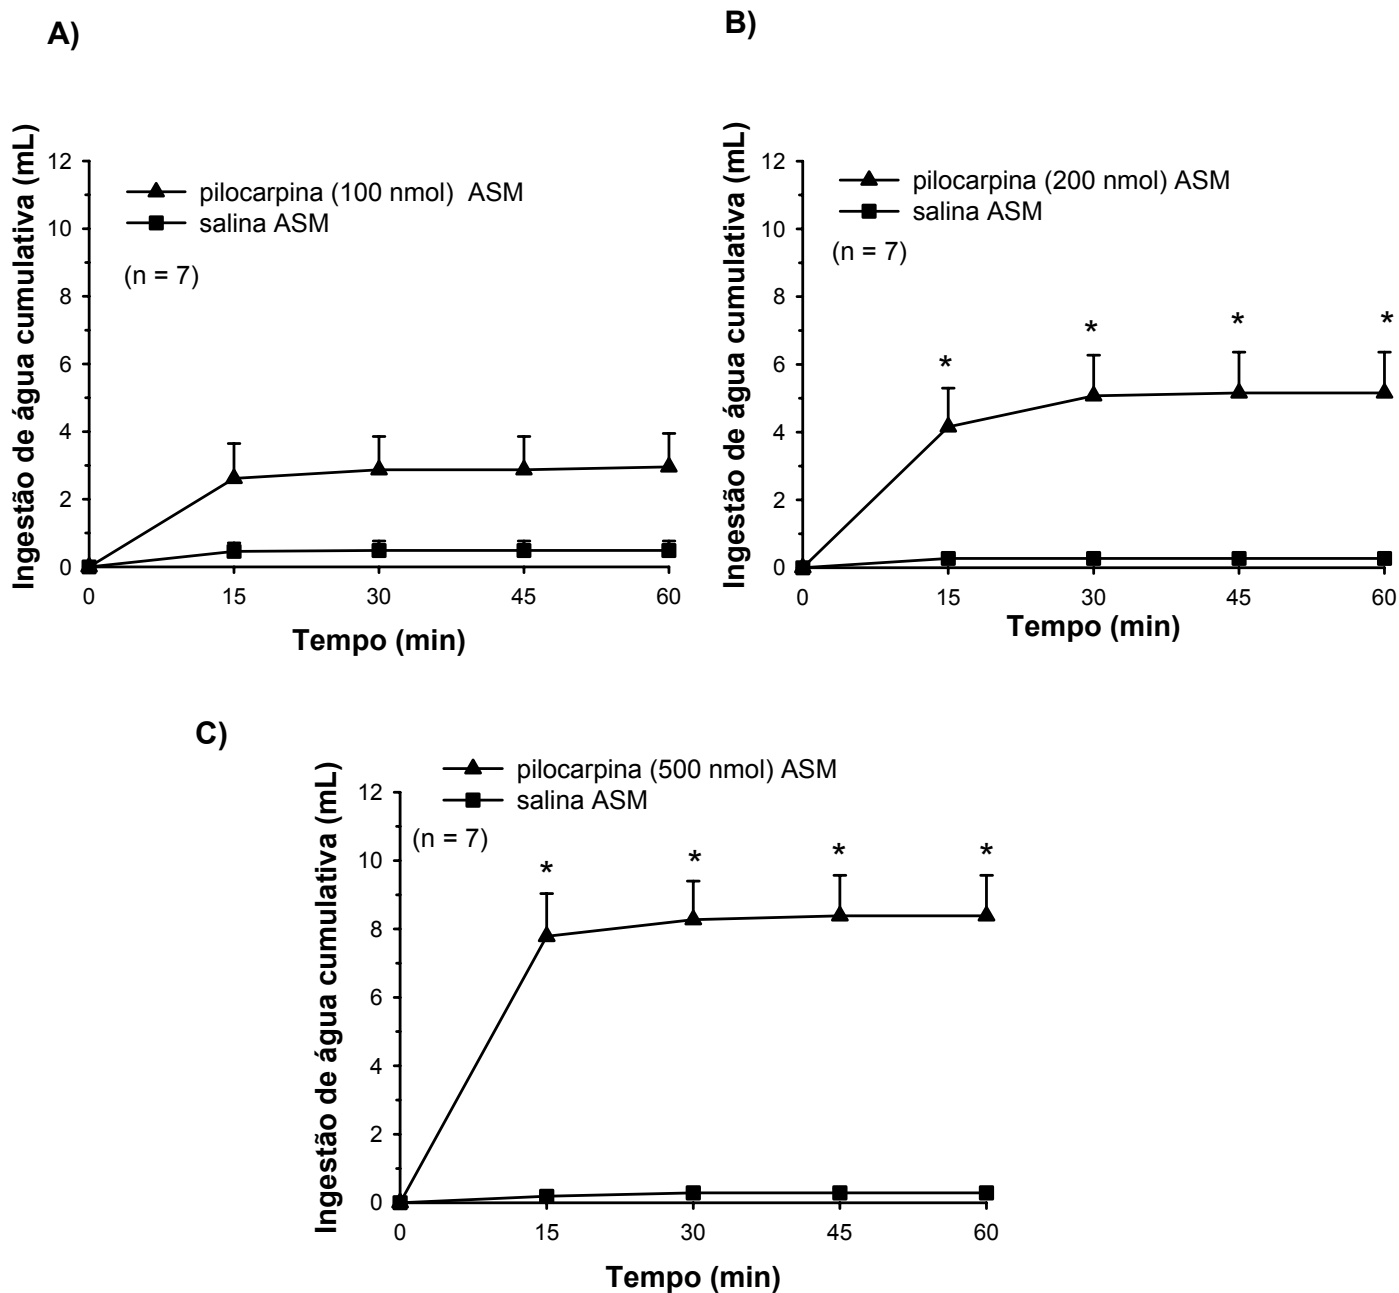 A)
Ingestão de água cumulativa (mL)
12
10
8
6
4
2
0
pilocarpina (100 nmol) ASM
salina ASM
(n = 7)
0 15 30 45 60
Tempo (min)
B)
Ingestão de água cumulativa (mL)
12
10
8
6
4
2
0
pilocarpina (200 nmol) ASM
salina ASM
(n = 7)
* * * *
0 15 30 45 60
Tempo (min)
C)
Ingestão de água cumulativa (mL)
12
10
8
6
4
2
0
pilocarpina (500 nmol) ASM
salina ASM
(n = 7)
* * * *
0 15 30 45 60
Tempo (min)